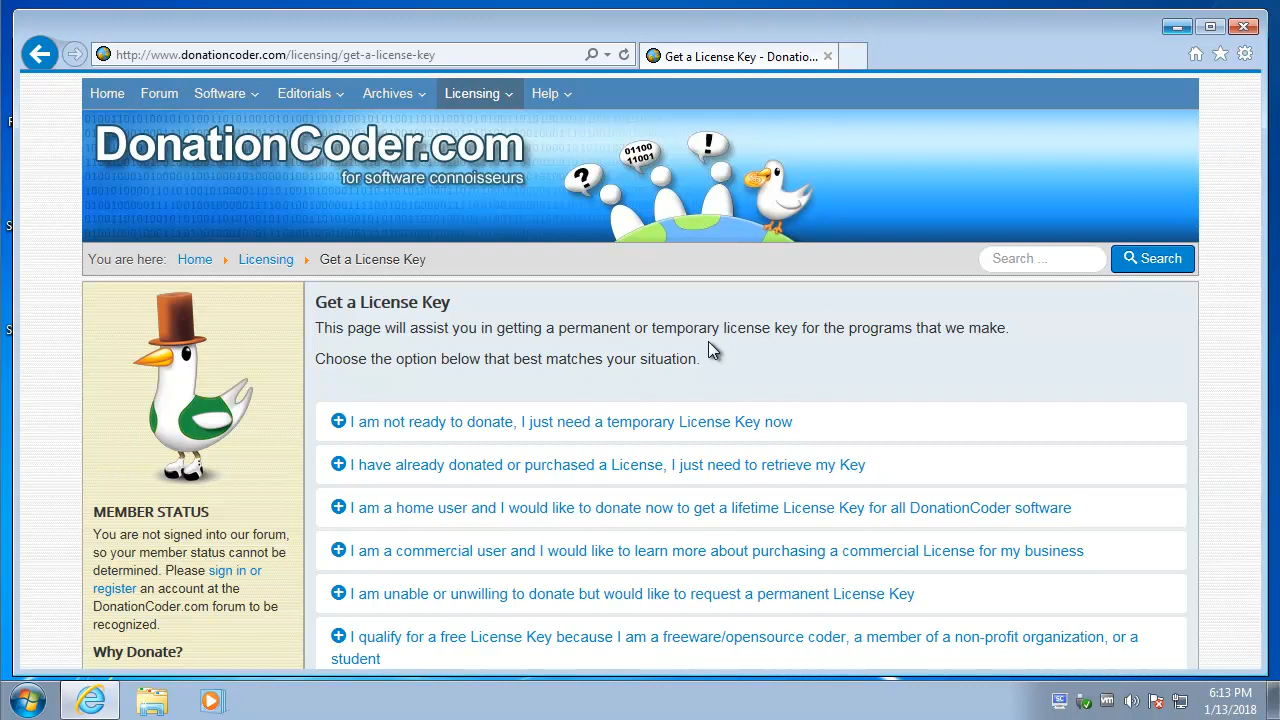 http://www.donationcoder.com/licensing/get-a-license-key
Get a License Key - Donatio...
Home Forum Software Editorials Archives Licensing Help
DonationCoder.com
for software connoisseurs
?
01100
11001
!
You are here: Home Licensing Get a License Key
Search ... Search
Get a License Key
This page will assist you in getting a permanent or temporary license key for the programs that we make.
Choose the option below that best matches your situation.
I am not ready to donate, I just need a temporary License Key now
I have already donated or purchased a License, I just need to retrieve my Key
I am a home user and I would like to donate now to get a lifetime License Key for all DonationCoder software
I am a commercial user and I would like to learn more about purchasing a commercial License for my business
I am unable or unwilling to donate but would like to request a permanent License Key
I qualify for a free License Key because I am a freeware/opensource coder, a member of a non-profit organization, or a
student
MEMBER STATUS
You are not signed into our forum,
so your member status cannot be
determined. Please sign in or
register an account at the
DonationCoder.com forum to be
recognized.
Why Donate?
SC
vm
6:13 PM
1/13/2018